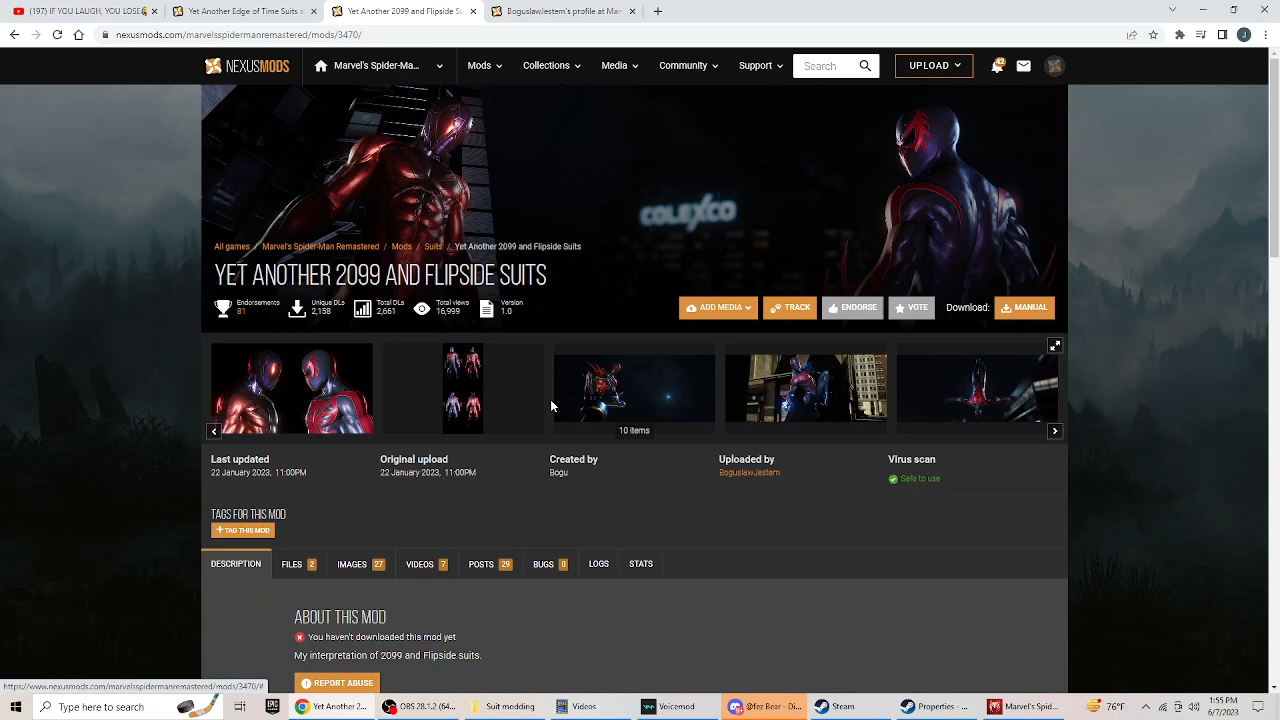 (197) IF YOU LAUGH, YOU LOSE
Yet Another Edge Time Suits a
Yet Another 2099 and Flipside Su
BoguslawJestem's profile at Mar
nexusmods.com/marvelsspidermanremastered/mods/3470/
J
NEXUSMODS
Marvel's Spider-Ma...
Mods
Collections
Media
Community
Support
Search
UPLOAD
COLEXCO
All games / Marvel's Spider-Man Remastered / Mods / Suits / Yet Another 2099 and Flipside Suits
YET ANOTHER 2099 AND FLIPSIDE SUITS
Endorsements
81
Unique DLs
2,158
Total DLs
2,661
Total views
16,999
Version
1.0
ADD MEDIA
TRACK
ENDORSE
VOTE
Download:
MANUAL
10 items
Last updated
22 January 2023, 11:00PM
Original upload
22 January 2023, 11:00PM
Created by
Bogu
Uploaded by
BoguslawJestem
Virus scan
Safe to use
TAGS FOR THIS MOD
+ TAG THIS MOD
DESCRIPTION
FILES 2
IMAGES 27
VIDEOS 7
POSTS 29
BUGS 0
LOGS
STATS
ABOUT THIS MOD
You haven't downloaded this mod yet
My interpretation of 2099 and Flipside suits.
REPORT ABUSE
https://www.nexusmods.com/marvelsspidermanremastered/mods/3470/#
Type here to search
EPIC
Yet Another 2...
OBS 28.1.2 (64...
Suit modding
Videos
Voicemod
@fez Bear - Di...
Steam
Properties - ...
Marvel's Spid...
76°F
1:55 PM
6/7/2023